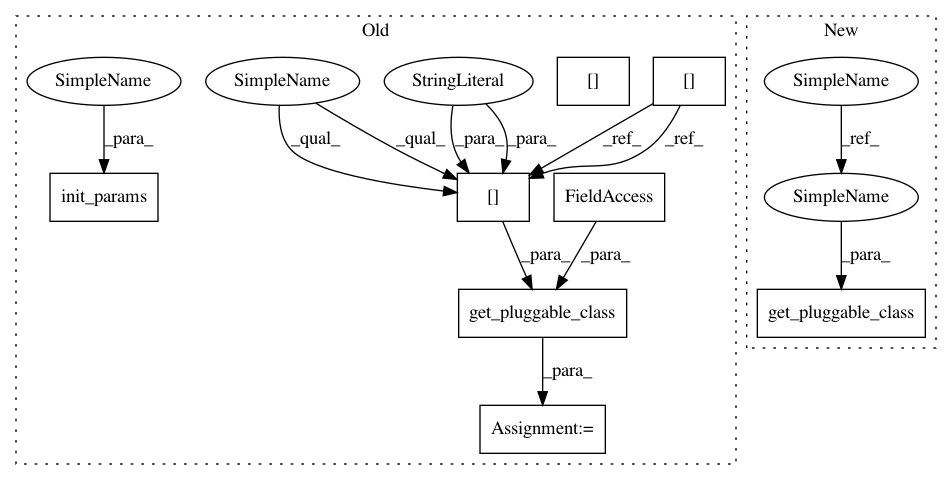 Old
New
SimpleName
SimpleName
StringLiteral
[]
[]
SimpleName
_para_
_qual_
_qual_
_para_
_para_
_ref_
_ref_
_ref_
init_params
[]
FieldAccess
SimpleName
_para_
_para_
_para_
get_pluggable_class
get_pluggable_class
_para_
Assignment:=